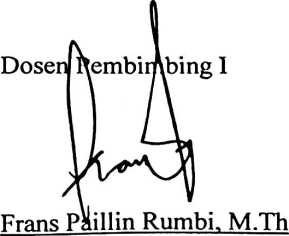 Dosen Pembimbing I
Frans Paillin Rumbi, M.Th